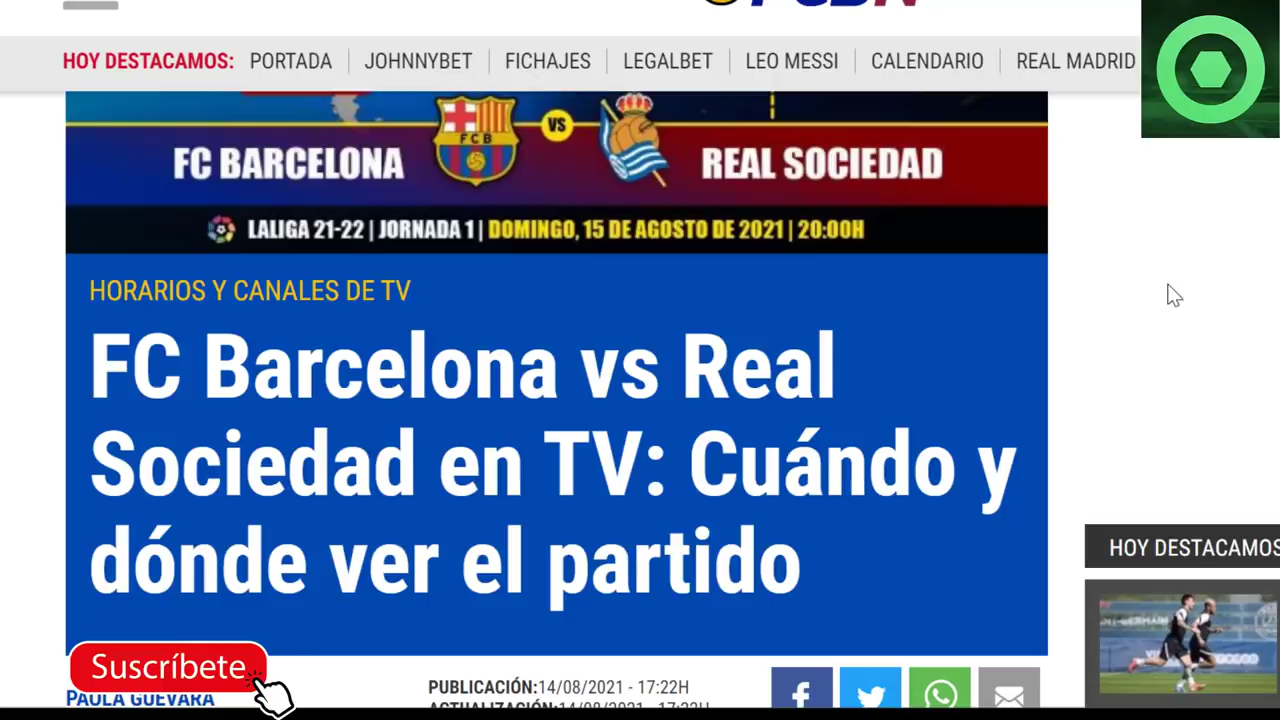 HOY DESTACAMOS: PORTADA JOHNNYBET FICHAJES LEGALBET LEO MESSI CALENDARIO REAL MADRID
FC BARCELONA FCB VS REAL SOCIEDAD
LALIGA 21-22 | JORNADA 1 | DOMINGO, 15 DE AGOSTO DE 2021 | 20:00H
HORARIOS Y CANALES DE TV
FC Barcelona vs Real
Sociedad en TV: Cuándo y
dónde ver el partido
HOY DESTACAMOS
Suscríbete
PAULA GUEVARA
PUBLICACIÓN:14/08/2021 - 17:22H